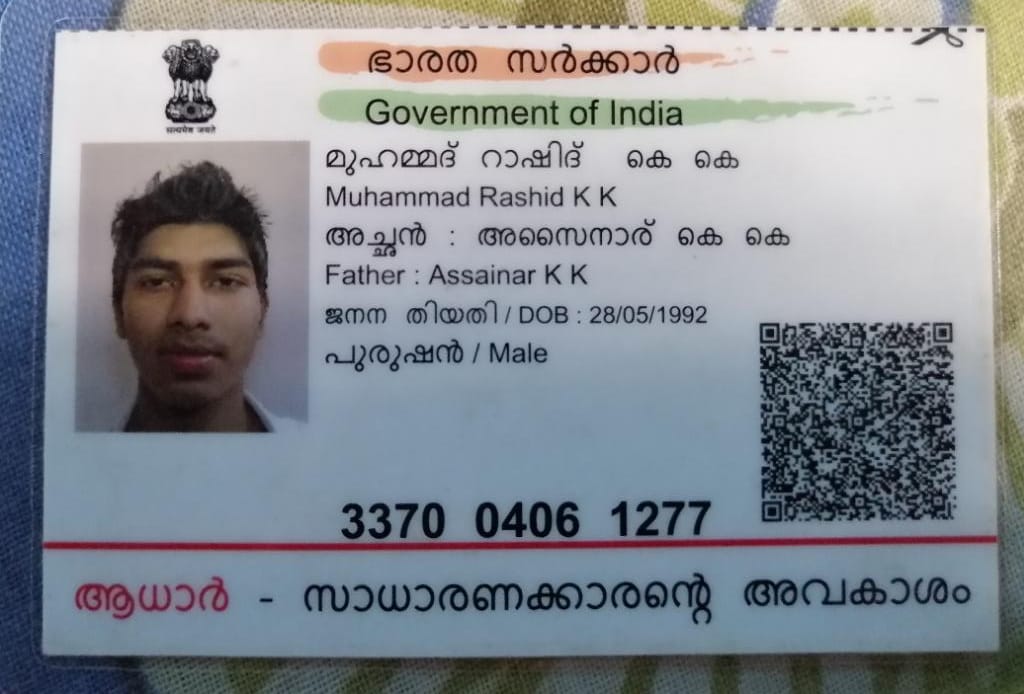 सत्यमेव जयते
ഭാരത സർക്കാർ
Government of India
മുഹമ്മദ് റാഷിദ് കെ കെ
Muhammad Rashid K K
അച്ഛൻ : അസൈനാര് കെ കെ
Father : Assainar K K
ജനന തിയതി / DOB : 28/05/1992
പുരുഷൻ / Male
3370 0406 1277
ആധാർ - സാധാരണക്കാരന്റെ അവകാശം